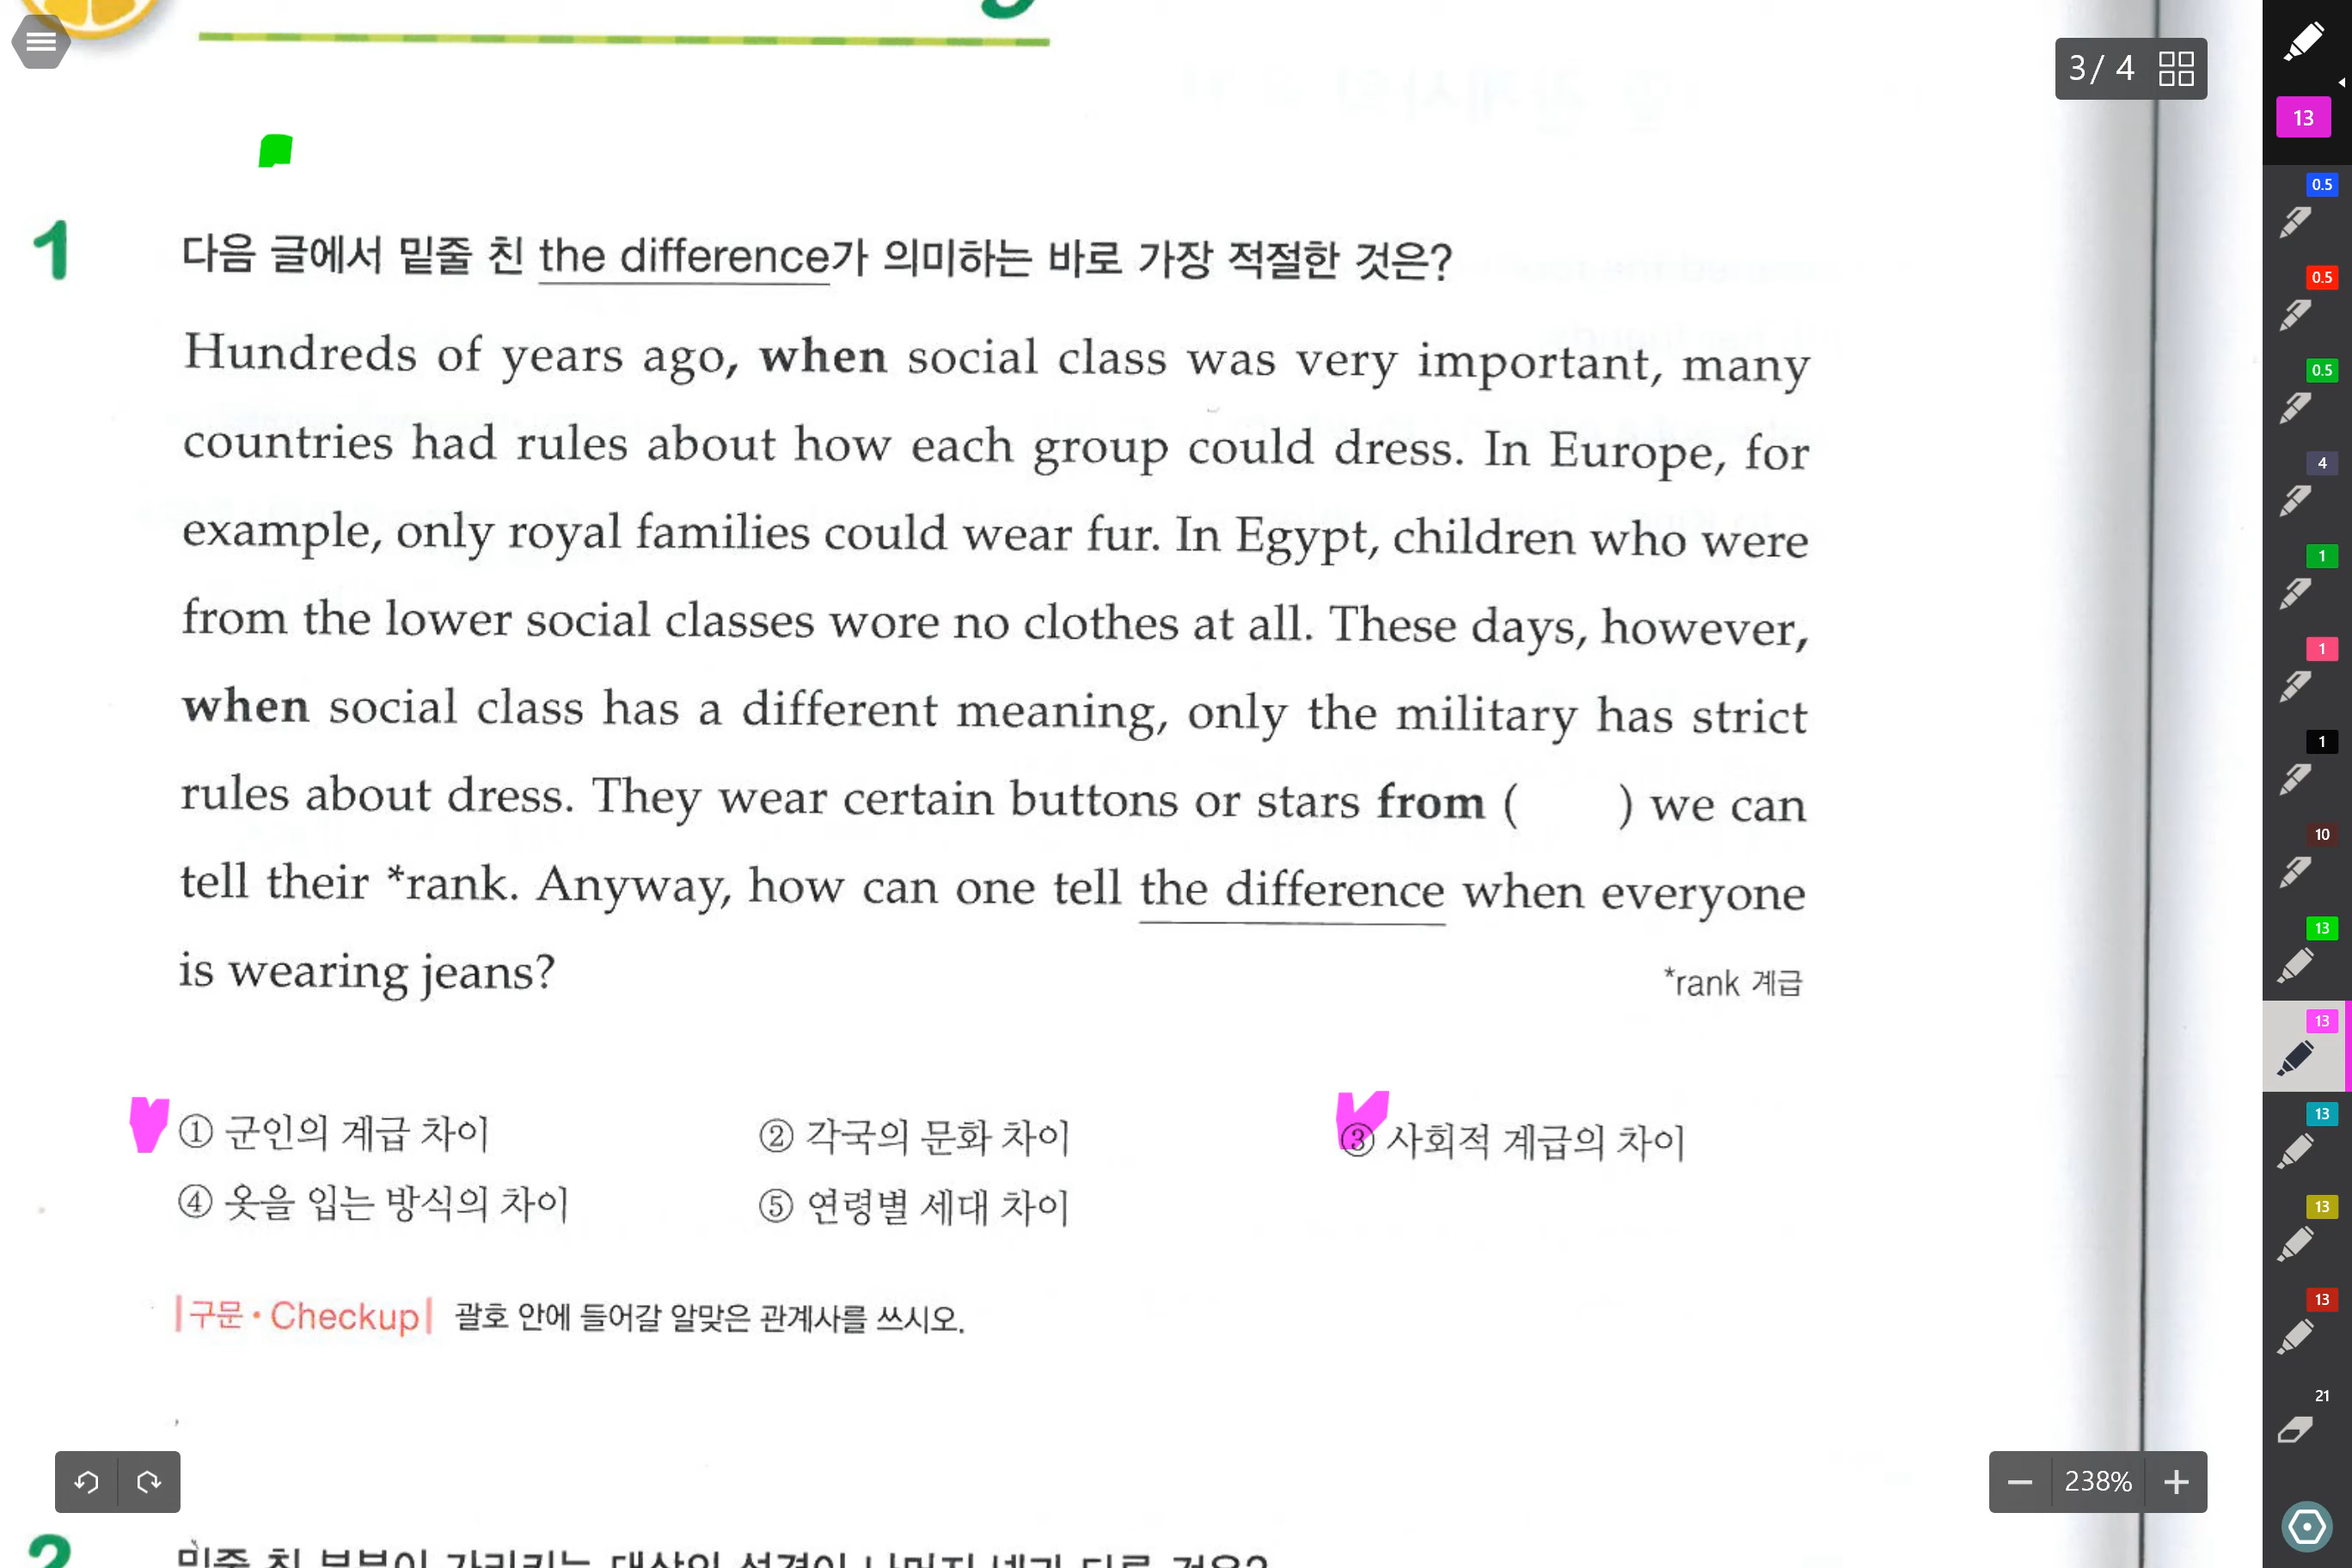 3/ 4
13
1
다음 글에서 밑줄 친 the difference가 의미하는 바로 가장 적절한 것은?
Hundreds of years ago, when social class was very important, many
countries had rules about how each group could dress. In Europe, for
example, only royal families could wear fur. In Egypt, children who were
from the lower social classes wore no clothes at all. These days, however,
when social class has a different meaning, only the military has strict
rules about dress. They wear certain buttons or stars from (      ) we can
tell their *rank. Anyway, how can one tell the difference when everyone
is wearing jeans?
*rank 계급
① 군인의 계급 차이
② 각국의 문화 차이
③ 사회적 계급의 차이
④ 옷을 입는 방식의 차이
⑤ 연령별 세대 차이
|구문·Checkup| 괄호 안에 들어갈 알맞은 관계사를 쓰시오.
238%
2
0.5
0.5
0.5
4
1
1
1
10
13
13
13
13
13
21